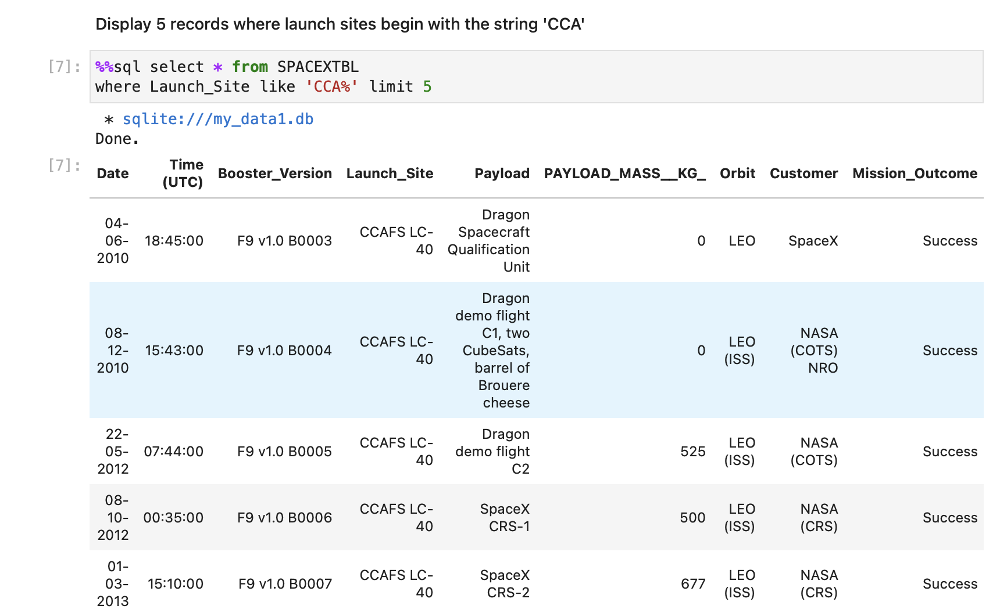 Display 5 records where launch sites begin with the string 'CCA'
[7]: %%sql select * from SPACEXTBL
where Launch_Site like 'CCA%' limit 5
* sqlite:///my_data1.db
Done.
[7]: Date Time (UTC) Booster_Version Launch_Site Payload PAYLOAD_MASS__KG_ Orbit Customer Mission_Outcome
04-06-2010 18:45:00 F9 v1.0 B0003 CCAFS LC-40 Dragon Spacecraft Qualification Unit 0 LEO SpaceX Success
08-12-2010 15:43:00 F9 v1.0 B0004 CCAFS LC-40 Dragon demo flight C1, two CubeSats, barrel of Brouere cheese 0 LEO (ISS) NASA (COTS) NRO Success
22-05-2012 07:44:00 F9 v1.0 B0005 CCAFS LC-40 Dragon demo flight C2 525 LEO (ISS) NASA (COTS) Success
08-10-2012 00:35:00 F9 v1.0 B0006 CCAFS LC-40 SpaceX CRS-1 500 LEO (ISS) NASA (CRS) Success
01-03-2013 15:10:00 F9 v1.0 B0007 CCAFS LC-40 SpaceX CRS-2 677 LEO (ISS) NASA (CRS) Success